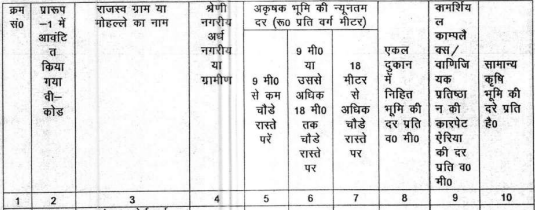 क्रम
सं0
प्रारूप
–1 में
आवंटि
त
किया
गया
वी–
कोड
राजस्व ग्राम या
मोहल्ले का नाम
श्रेणी
नगरीय
अर्ध
नगरीय
या
ग्रामीण
अकृषक भूमि की न्यूनतम
दर (रू0 प्रति वर्ग मीटर)
9 मी0
से कम
चौडे
रास्ते
परें
9 मी0
या
उससे
अधिक
18 मी0
तक
चौडे
रास्ते
पर
18
मीटर
से
अधिक
चौडे
रास्ते
पर
एकल
दुकान
में
निहित
भूमि की
दर प्रति
व0 मी0
वामर्शिय
ल
काम्पलै
क्स/
वाणिजि
यक
प्रतिष्ठा
न की
कारपेट
ऐरिया
की दर
प्रति व0
मी0
सामान्य
कृषि
भूमि की
दरे प्रति
है0
1 2 3 4 5 6 7 8 9 10